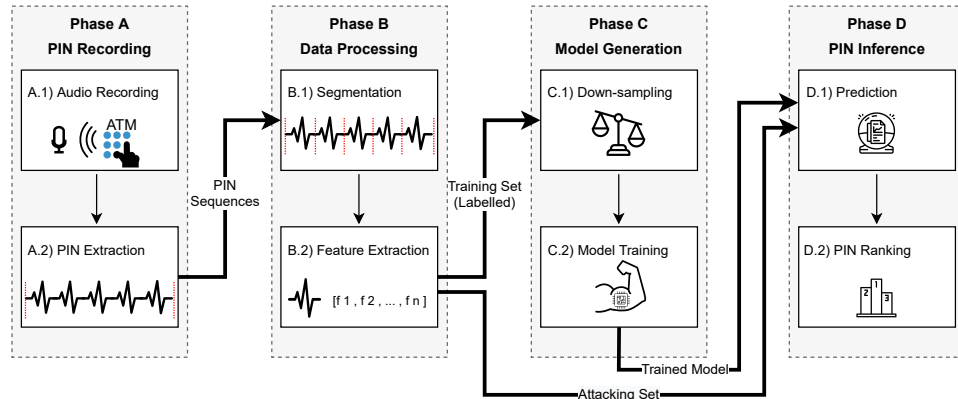 Phase A
PIN Recording
A.1) Audio Recording
ATM
A.2) PIN Extraction
PIN
Sequences
Phase B
Data Processing
B.1) Segmentation
B.2) Feature Extraction
[f 1 , f 2 , ... , f n ]
Training Set
(Labelled)
Phase C
Model Generation
C.1) Down-sampling
C.2) Model Training
Trained Model
Attacking Set
Phase D
PIN Inference
D.1) Prediction
D.2) PIN Ranking
1
2
3